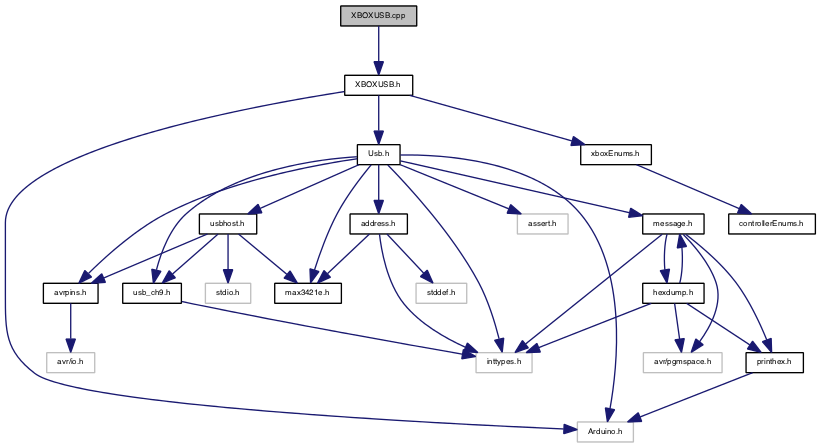 XBOXUSB.cpp
XBOXUSB.h
Usb.h
xboxEnums.h
usbhost.h
address.h
assert.h
message.h
controllerEnums.h
avrpins.h
usb_ch9.h
stdio.h
max3421e.h
stddef.h
hexdump.h
avr/io.h
inttypes.h
avr/pgmspace.h
printhex.h
Arduino.h